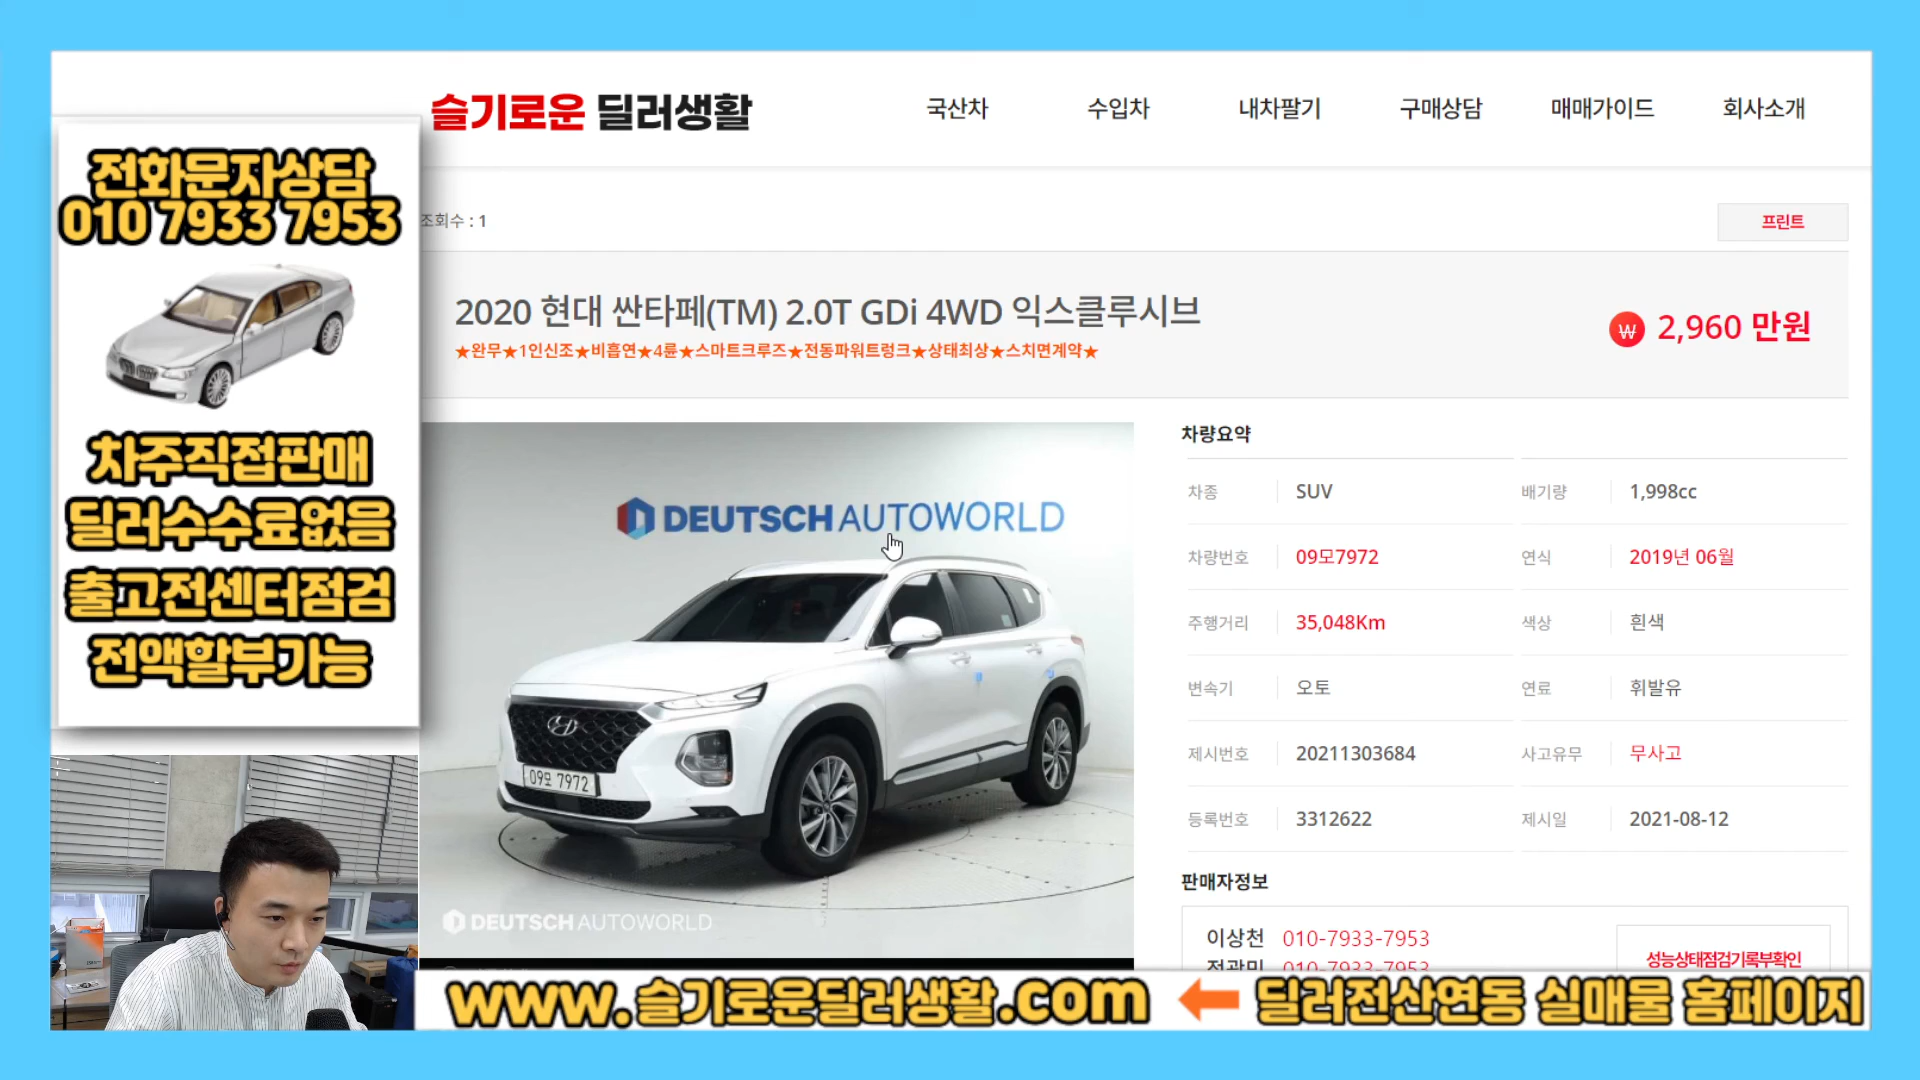 슬기로운 딜러생활
국산차 수입차 내차팔기 구매상담 매매가이드 회사소개
전화문자상담
010 7933 7953
차주직접판매
딜러수수료없음
출고전센터점검
전액할부가능
조회수 : 1
프린트
2020 현대 싼타페(TM) 2.0T GDi 4WD 익스클루시브
★완무★1인신조★비흡연★4륜★스마트크루즈★전동파워트렁크★상태최상★스치면계약★
₩ 2,960 만원
DEUTSCH AUTOWORLD
09모 7972
DEUTSCH AUTOWORLD
차량요약
차종 SUV 배기량 1,998cc
차량번호 09모7972 연식 2019년 06월
주행거리 35,048Km 색상 흰색
변속기 오토 연료 휘발유
제시번호 20211303684 사고유무 무사고
등록번호 3312622 제시일 2021-08-12
판매자정보
이상천 010-7933-7953
010-7933-7953
성능상태점검기록부확인
www.슬기로운딜러생활.com ← 딜러전산연동 실매물 홈페이지